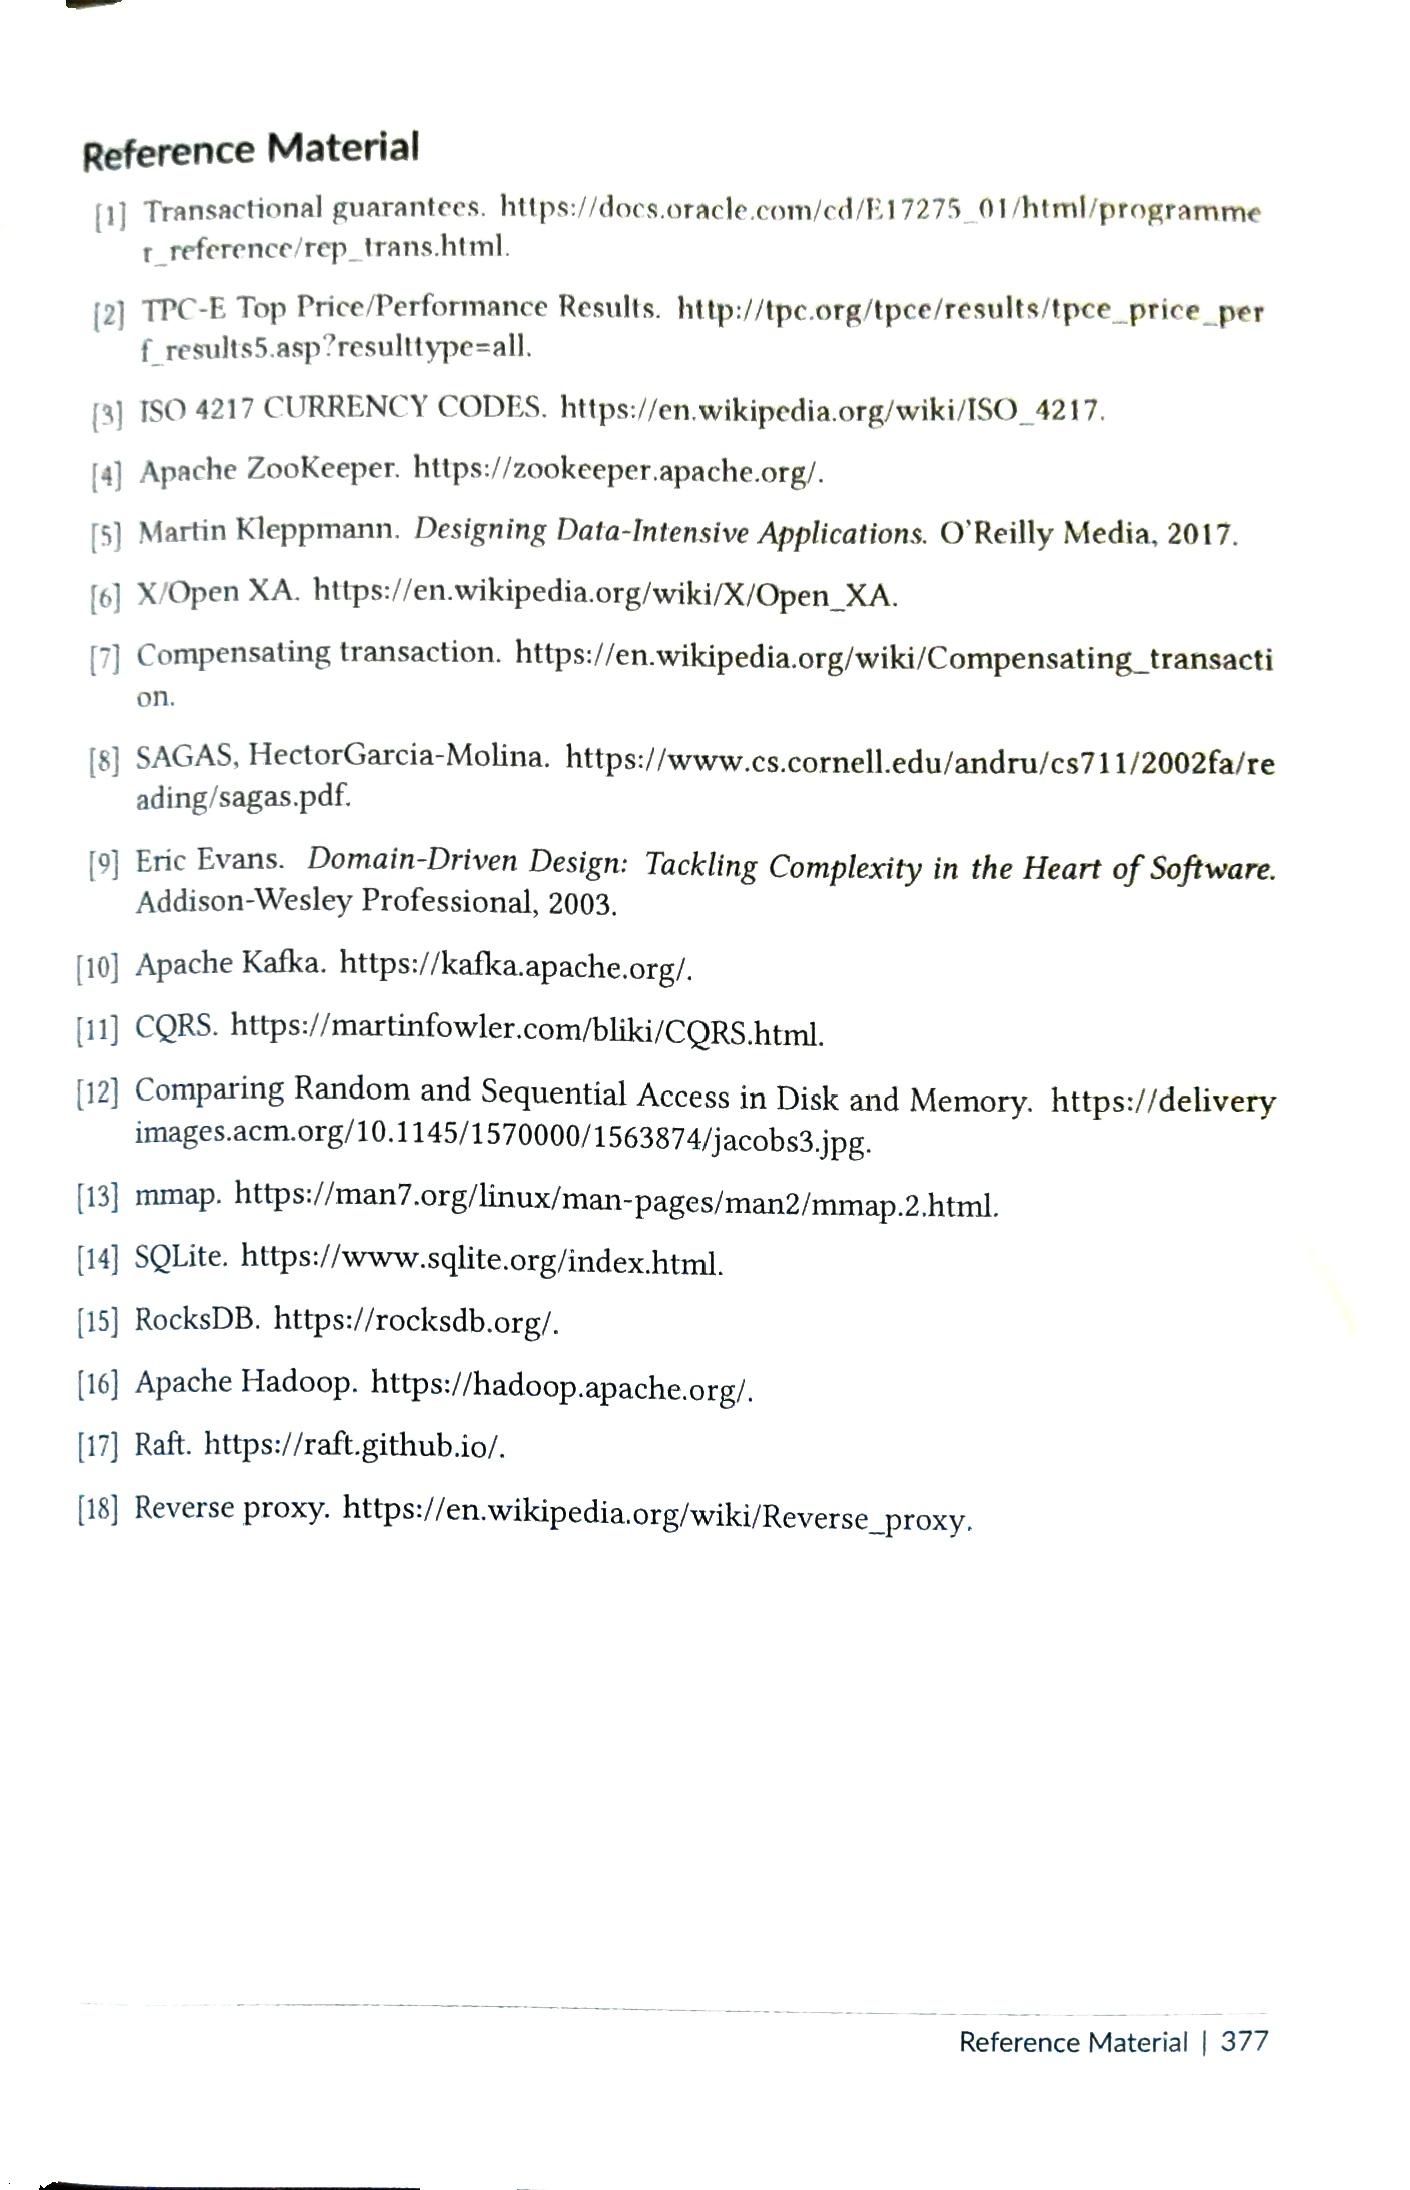 Reference Material
[1] Transactional guarantees. https://docs.oracle.com/cd/E17275_01/html/programme
r_reference/rep_trans.html.
[2] TPC-E Top Price/Performance Results. http://tpc.org/tpce/results/tpce_price_per
f_results5.asp?resulttype=all.
[3] ISO 4217 CURRENCY CODES. https://en.wikipedia.org/wiki/ISO_4217.
[4] Apache ZooKeeper. https://zookeeper.apache.org/.
[5] Martin Kleppmann. Designing Data-Intensive Applications. O'Reilly Media, 2017.
[6] X/Open XA. https://en.wikipedia.org/wiki/X/Open_XA.
[7] Compensating transaction. https://en.wikipedia.org/wiki/Compensating_transacti
on.
[8] SAGAS, HectorGarcia-Molina. https://www.cs.cornell.edu/andru/cs711/2002fa/re
ading/sagas.pdf.
[9] Eric Evans. Domain-Driven Design: Tackling Complexity in the Heart of Software.
Addison-Wesley Professional, 2003.
[10] Apache Kafka. https://kafka.apache.org/.
[11] CQRS. https://martinfowler.com/bliki/CQRS.html.
[12] Comparing Random and Sequential Access in Disk and Memory. https://delivery
images.acm.org/10.1145/1570000/1563874/jacobs3.jpg.
[13] mmap. https://man7.org/linux/man-pages/man2/mmap.2.html.
[14] SQLite. https://www.sqlite.org/index.html.
[15] RocksDB. https://rocksdb.org/.
[16] Apache Hadoop. https://hadoop.apache.org/.
[17] Raft. https://raft.github.io/.
[18] Reverse proxy. https://en.wikipedia.org/wiki/Reverse_proxy.
Reference Material | 377